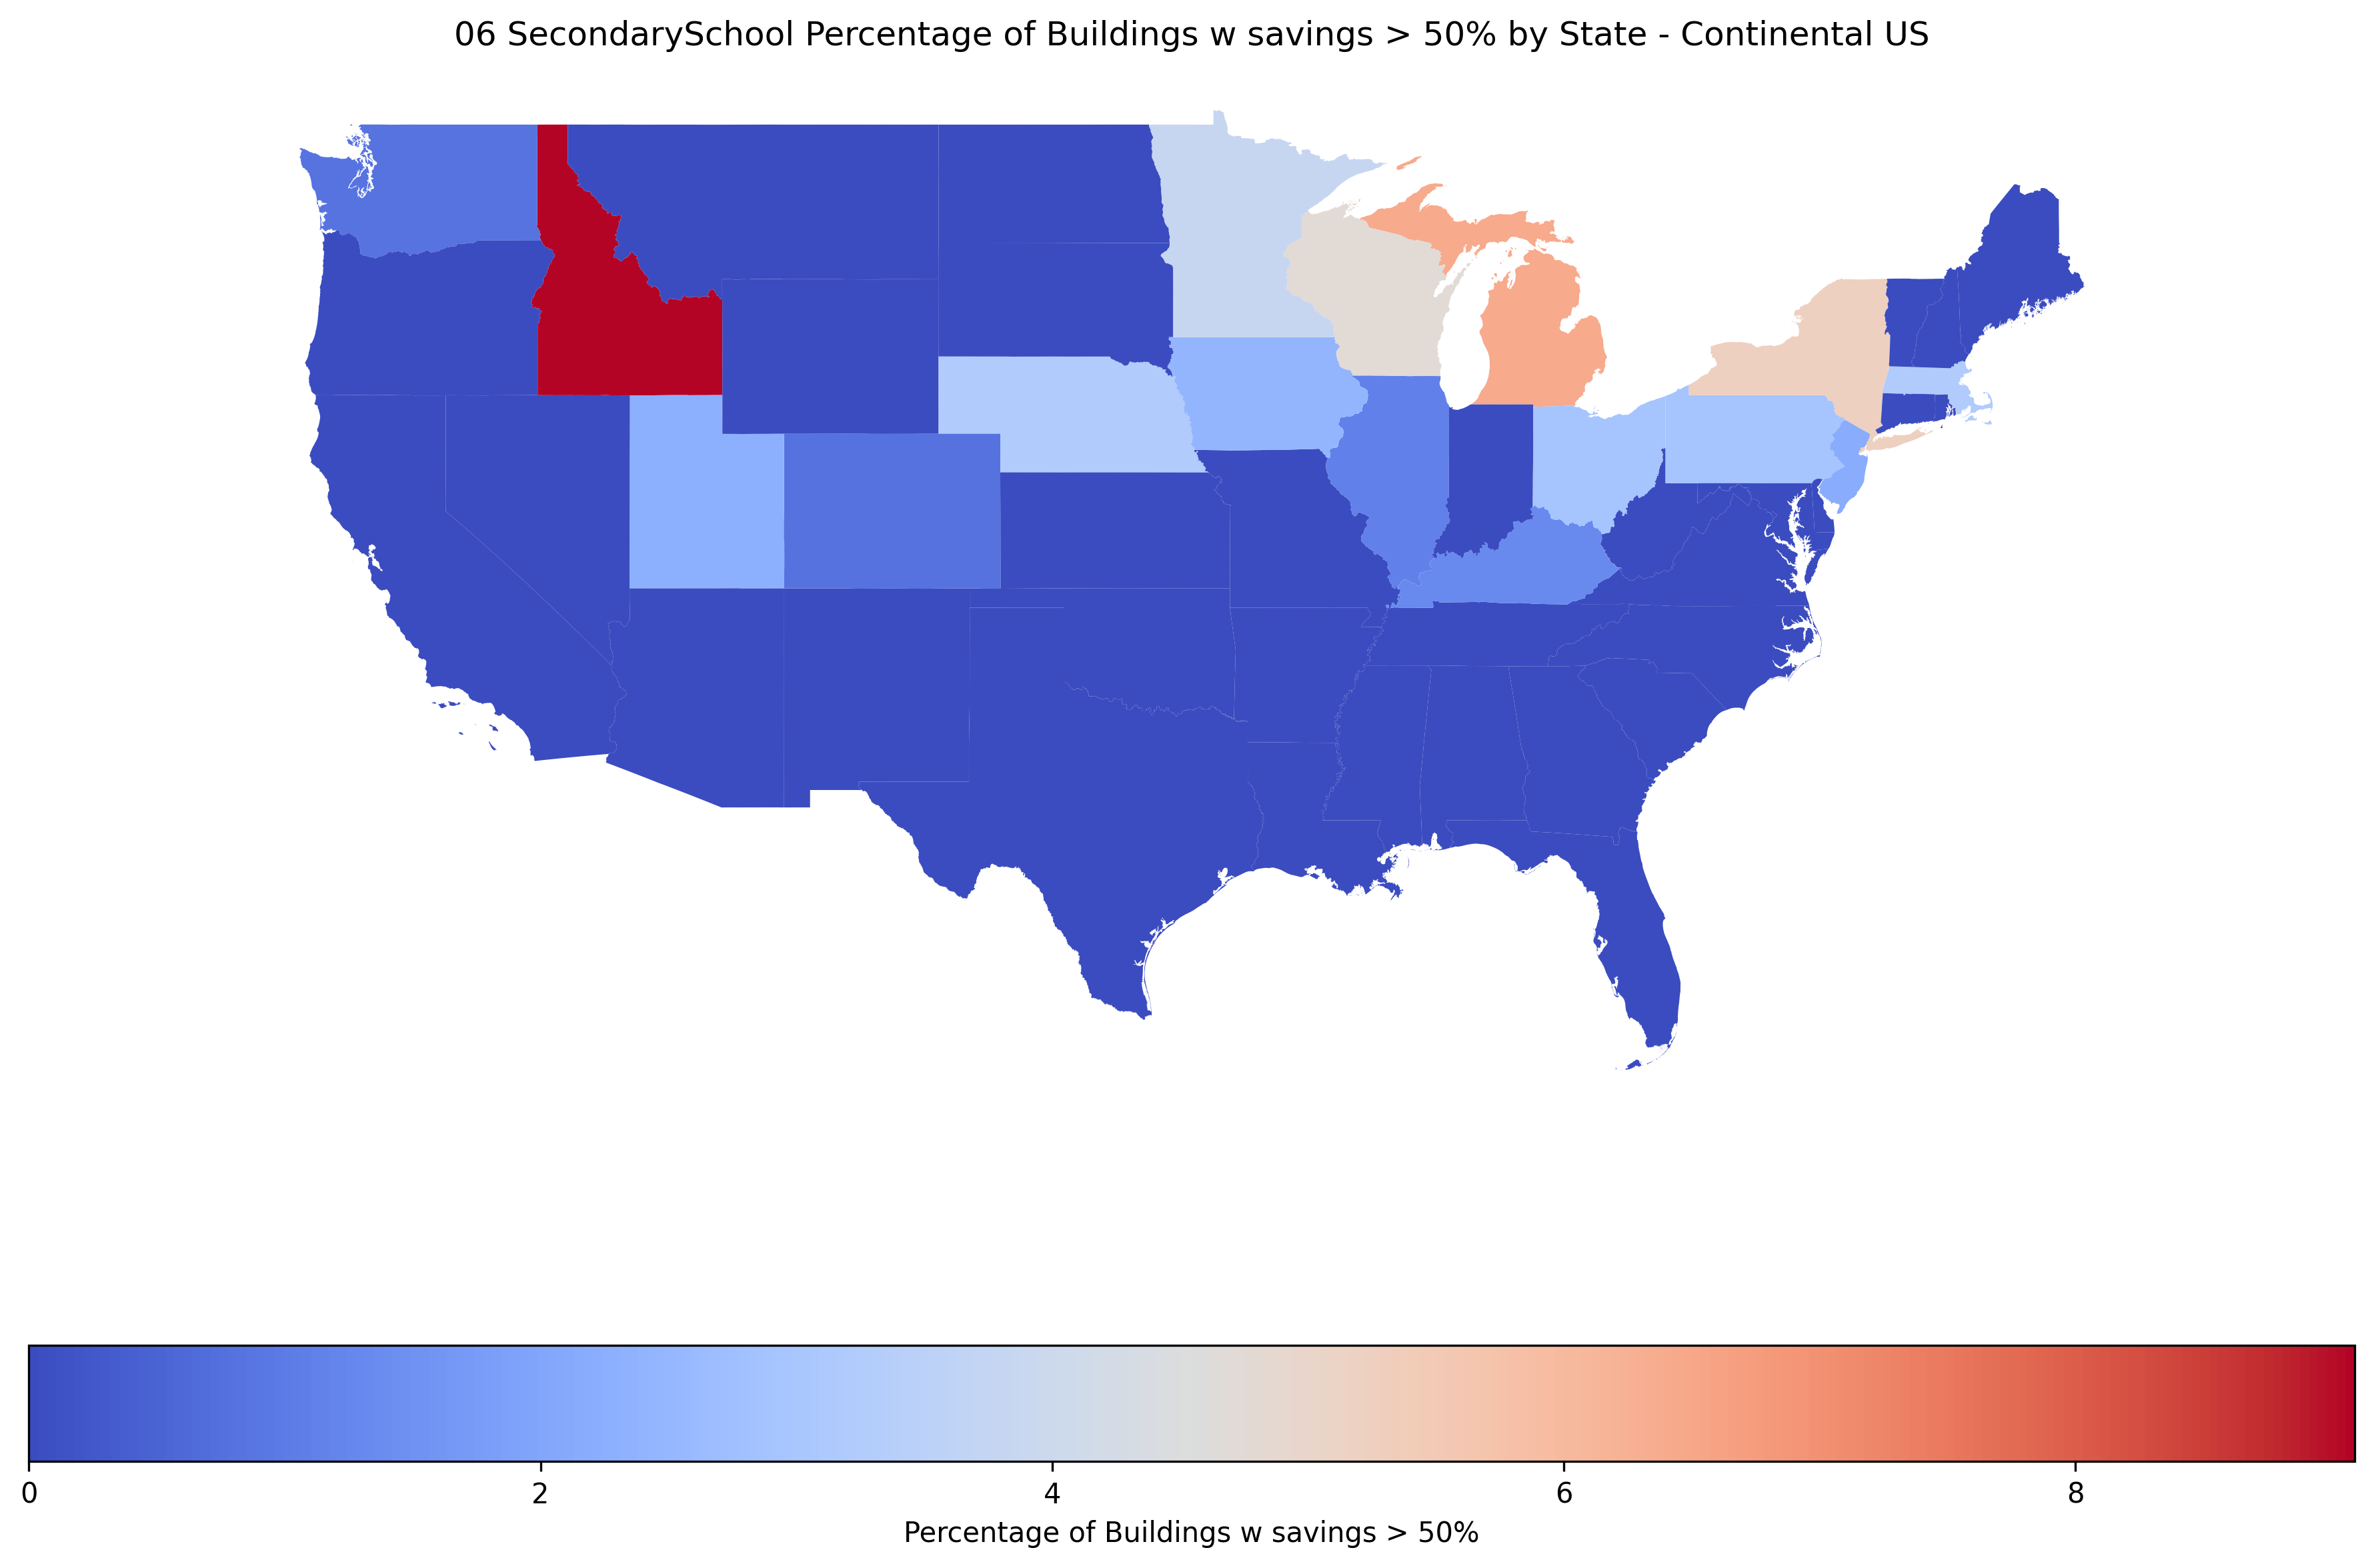 06 SecondarySchool Percentage of Buildings w savings > 50% by State - Continental US
0 2 4 6 8
Percentage of Buildings w savings > 50%